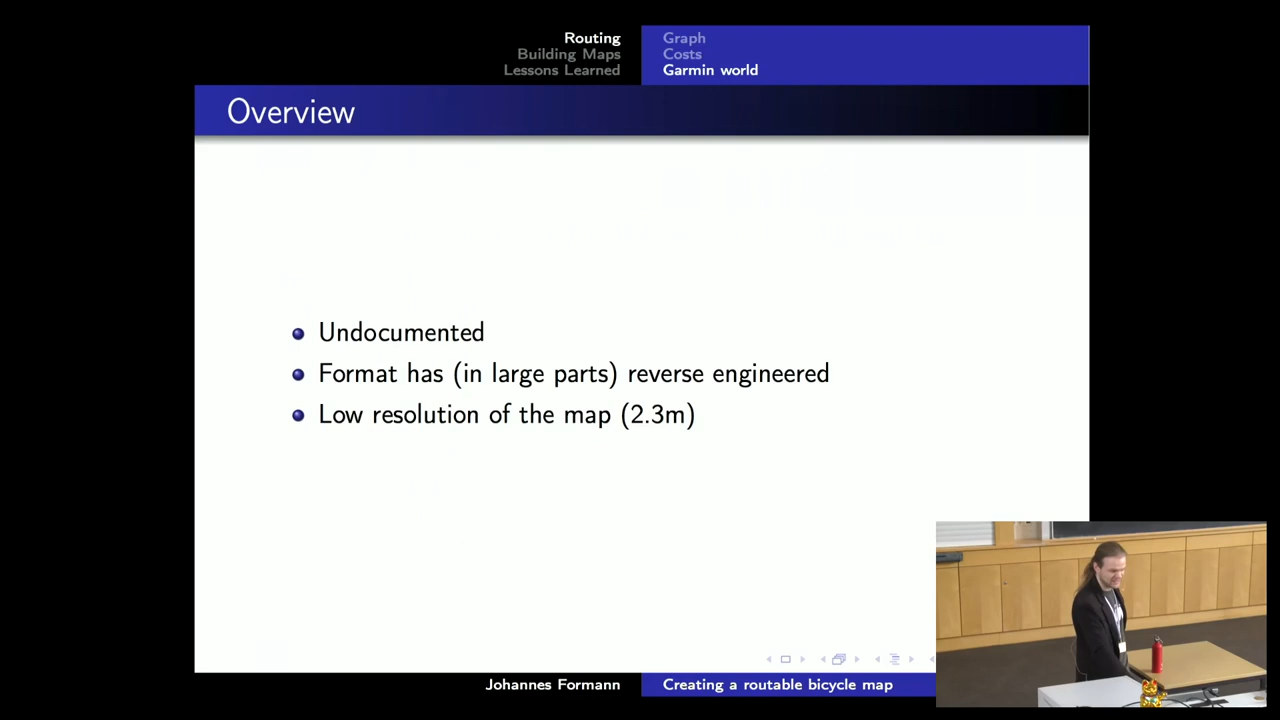 Routing
Building Maps
Lessons Learned
Graph
Costs
Garmin world
Overview
Undocumented
Format has (in large parts) reverse engineered
Low resolution of the map (2.3m)
Johannes Formann
Creating a routable bicycle map